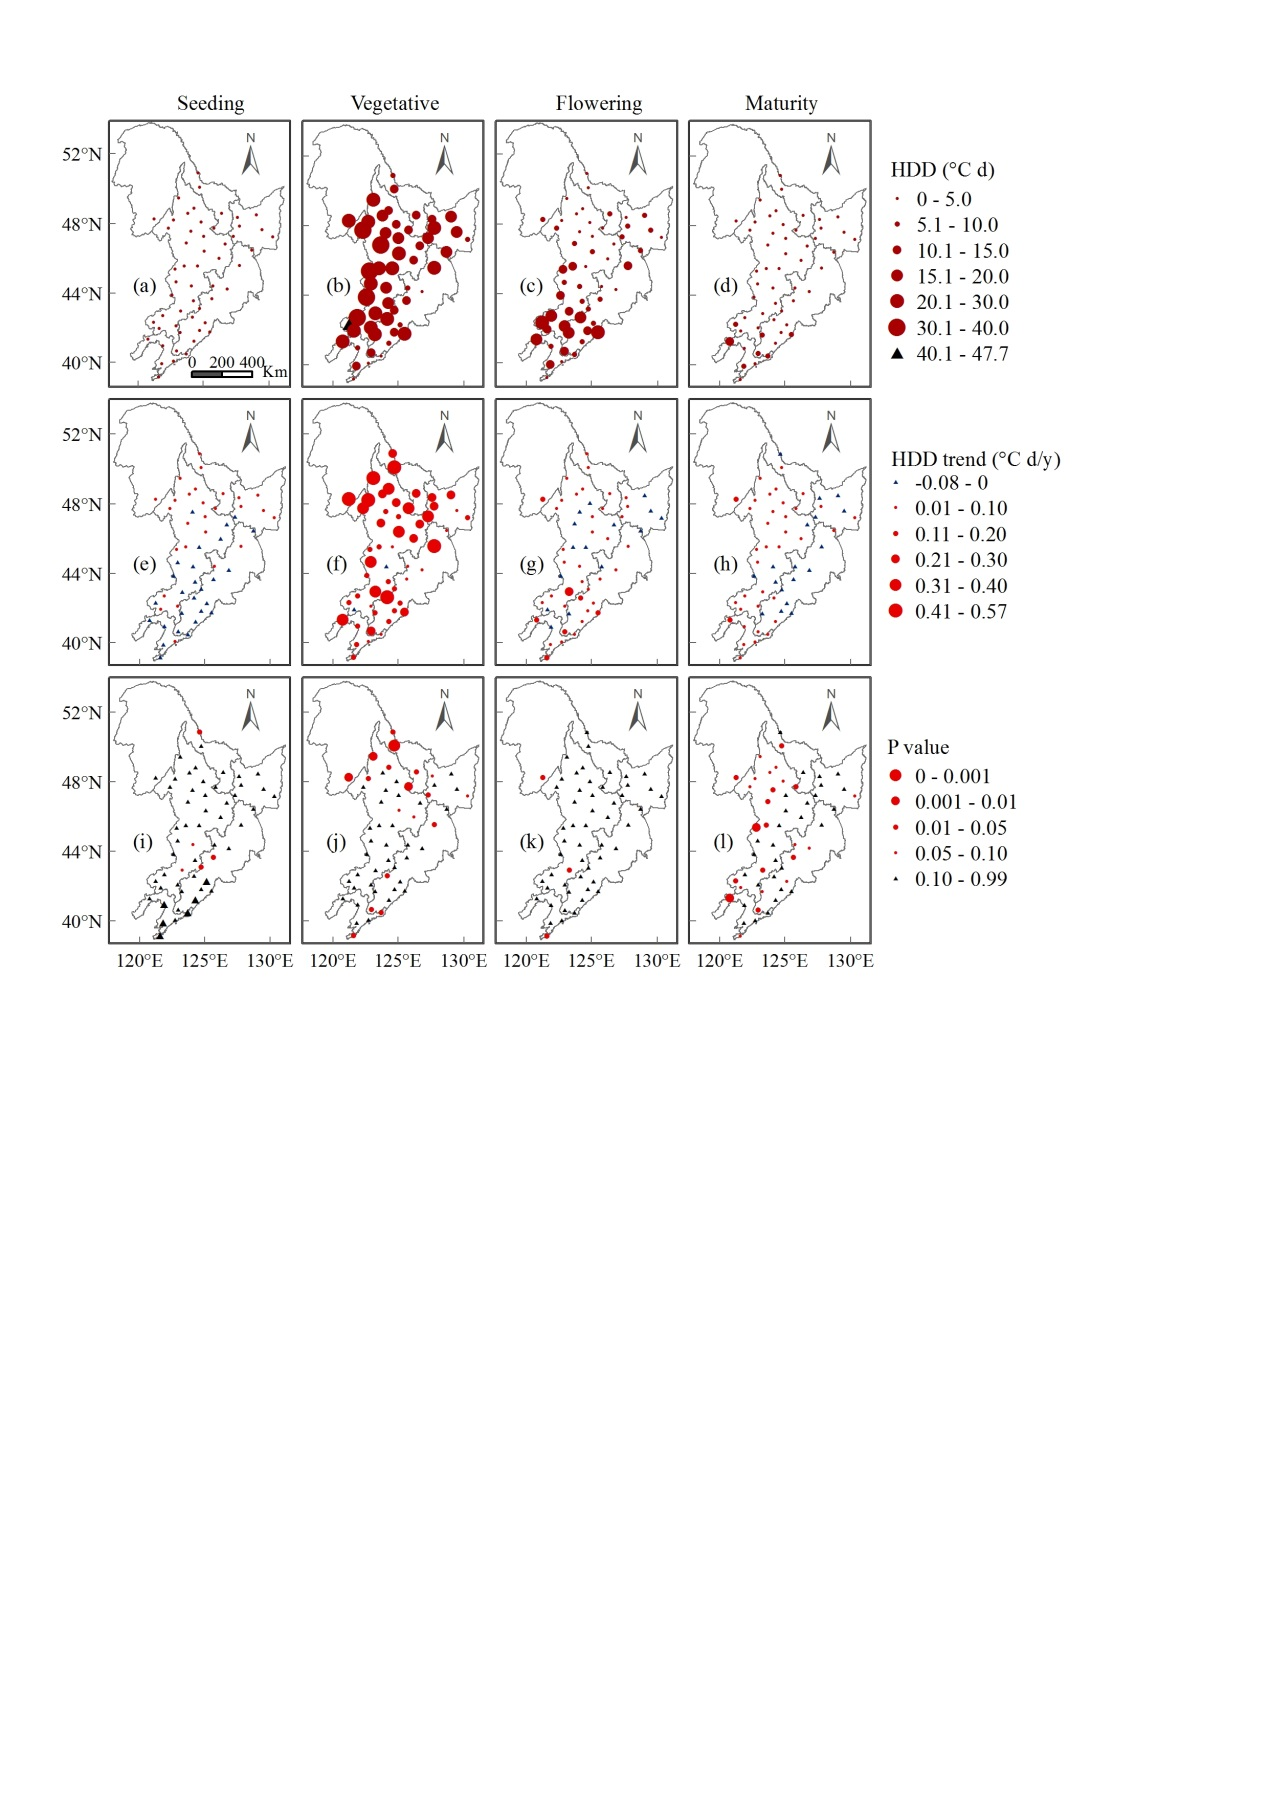 Seeding Vegetative Flowering Maturity
N N N N
52°N
48°N
44°N
40°N
(a) (b) (c) (d)
0 200 400
Km
HDD (°C d)
0 - 5.0
5.1 - 10.0
10.1 - 15.0
15.1 - 20.0
20.1 - 30.0
30.1 - 40.0
40.1 - 47.7
N N N N
52°N
48°N
44°N
40°N
(e) (f) (g) (h)
HDD trend (°C d/y)
-0.08 - 0
0.01 - 0.10
0.11 - 0.20
0.21 - 0.30
0.31 - 0.40
0.41 - 0.57
N N N N
52°N
48°N
44°N
40°N
(i) (j) (k) (l)
P value
0 - 0.001
0.001 - 0.01
0.01 - 0.05
0.05 - 0.10
0.10 - 0.99
120°E 125°E 130°E 120°E 125°E 130°E 120°E 125°E 130°E 120°E 125°E 130°E